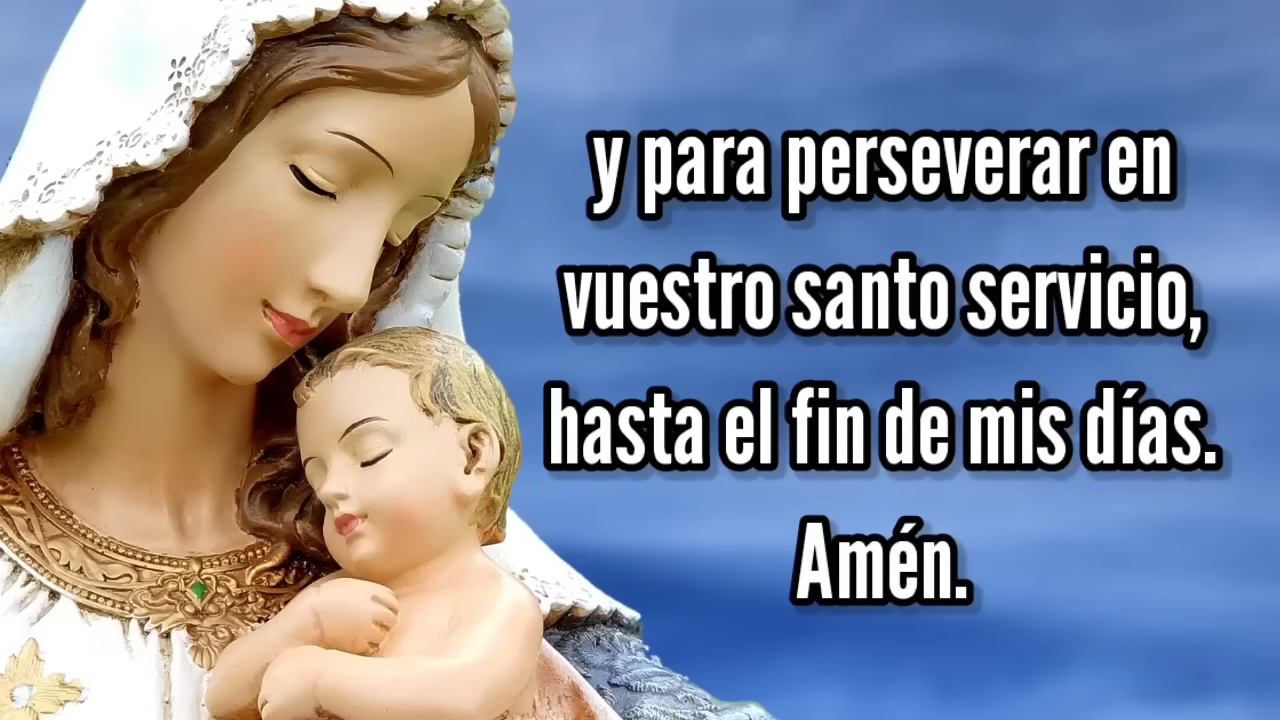 y para perseverar en
vuestro santo servicio,
hasta el fin de mis días.
Amén.